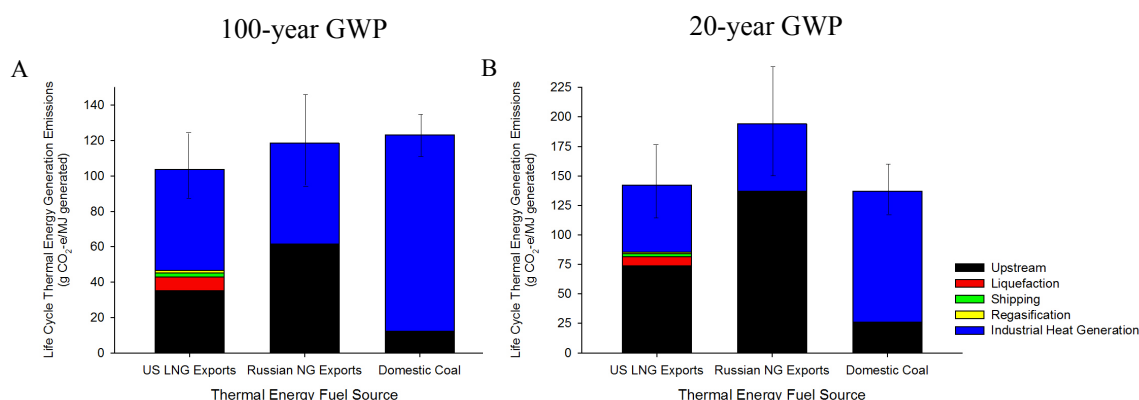 100-year GWP
20-year GWP
A
Life Cycle Thermal Energy Generation Emissions
(g CO₂-e/MJ generated)
140
120
100
80
60
40
20
0
US LNG Exports Russian NG Exports Domestic Coal
Thermal Energy Fuel Source
B
Life Cycle Thermal Energy Generation Emissions
(g CO₂-e/MJ generated)
225
200
175
150
125
100
75
50
25
0
US LNG Exports Russian NG Exports Domestic Coal
Thermal Energy Fuel Source
Upstream
Liquefaction
Shipping
Regasification
Industrial Heat Generation